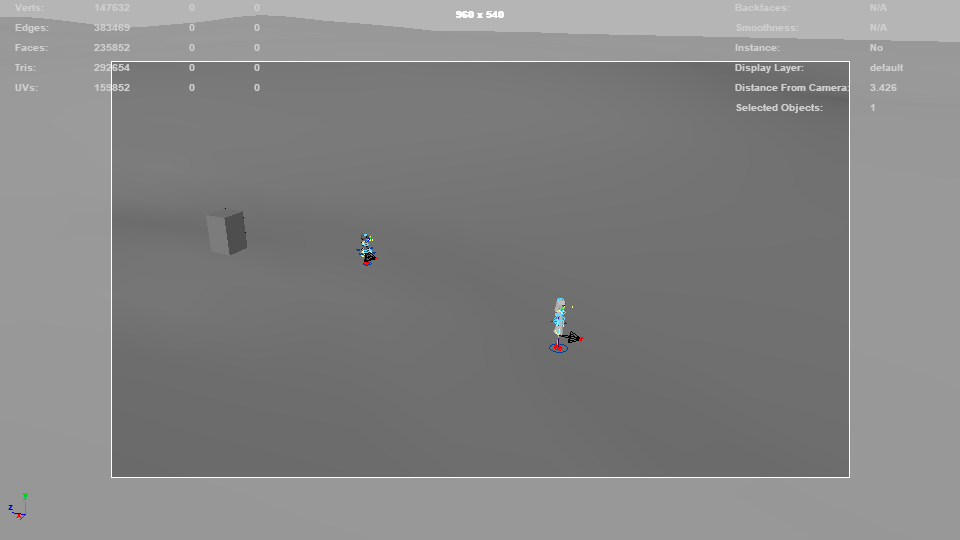 Verts: 147632 0 0
Edges: 383489 0 0
Faces: 235852 0 0
Tris: 292654 0 0
UVs: 159852 0 0
960 x 540
Backfaces: N/A
Smoothness: N/A
Instance: No
Display Layer: default
Distance From Camera: 3.426
Selected Objects: 1
y
z
x